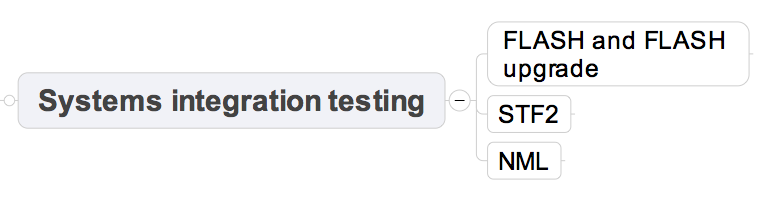 Systems integration testing
FLASH and FLASH
upgrade
STF2
NML